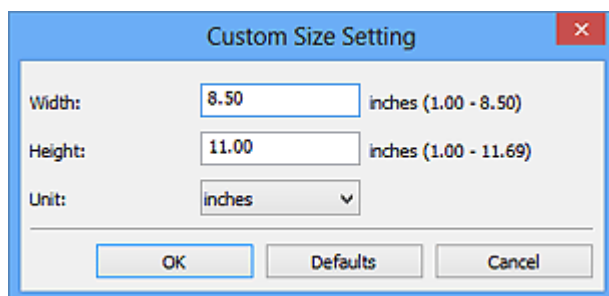 Custom Size Setting
Width: 8.50 inches (1.00 - 8.50)
Height: 11.00 inches (1.00 - 11.69)
Unit: inches
OK Defaults Cancel